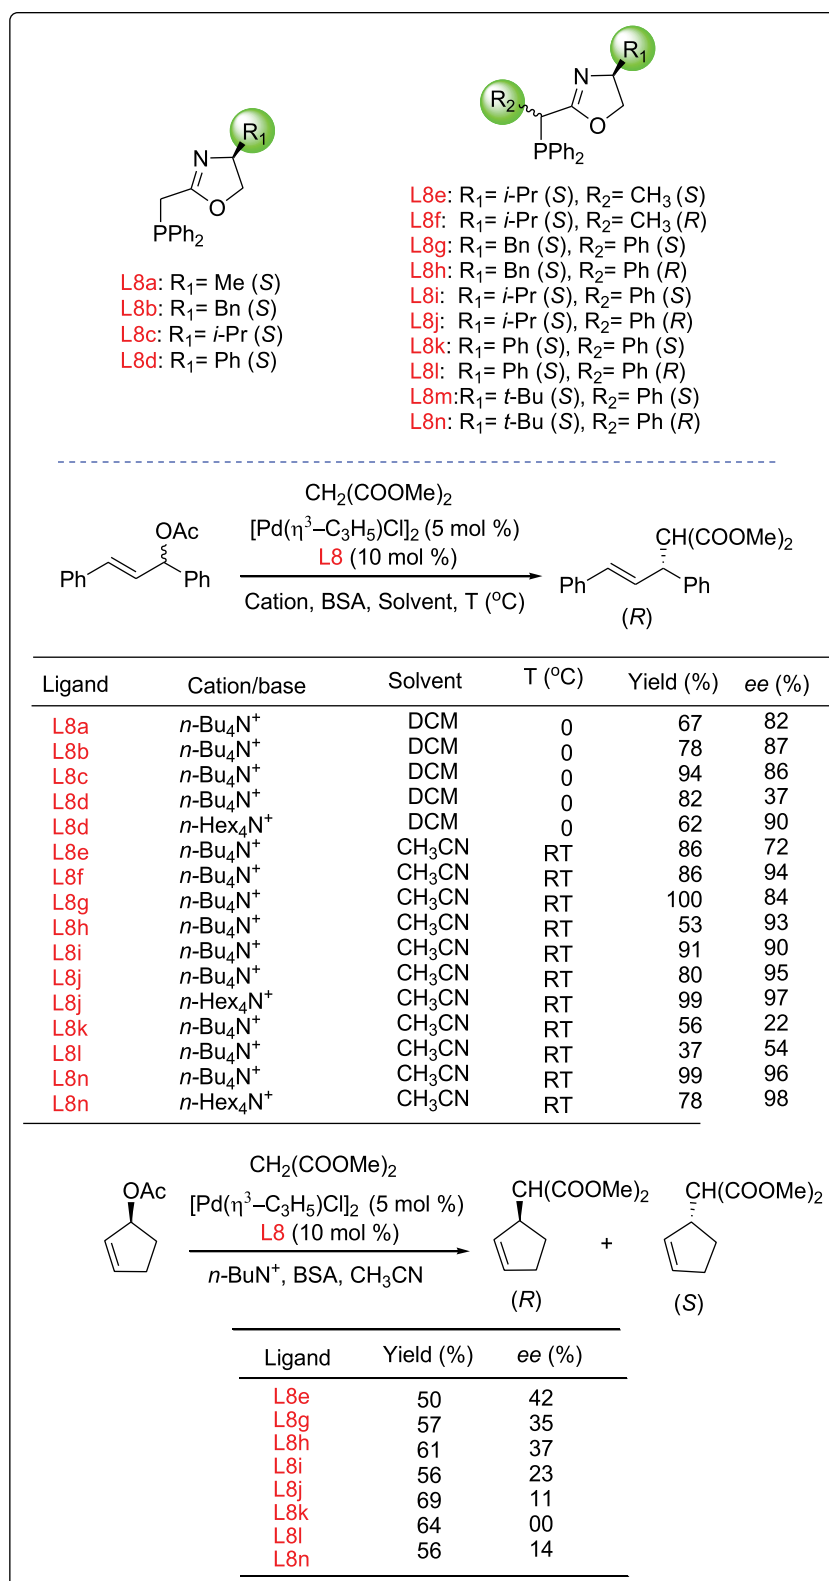 R1
N
O
PPh2
L8a: R1= Me (S)
L8b: R1= Bn (S)
L8c: R1= i-Pr (S)
L8d: R1= Ph (S)
R1
N
R2
O
PPh2
L8e: R1= i-Pr (S), R2= CH3 (S)
L8f: R1= i-Pr (S), R2= CH3 (R)
L8g: R1= Bn (S), R2= Ph (S)
L8h: R1= Bn (S), R2= Ph (R)
L8i: R1= i-Pr (S), R2= Ph (S)
L8j: R1= i-Pr (S), R2= Ph (R)
L8k: R1= Ph (S), R2= Ph (S)
L8l: R1= Ph (S), R2= Ph (R)
L8m:R1= t-Bu (S), R2= Ph (S)
L8n: R1= t-Bu (S), R2= Ph (R)
OAc
Ph Ph
CH2(COOMe)2
[Pd(η3–C3H5)Cl]2 (5 mol %)
L8 (10 mol %)
Cation, BSA, Solvent, T (oC)
CH(COOMe)2
Ph Ph
(R)
Ligand Cation/base Solvent T (oC) Yield (%) ee (%)
L8a n-Bu4N+ DCM 0 67 82
L8b n-Bu4N+ DCM 0 78 87
L8c n-Bu4N+ DCM 0 94 86
L8d n-Bu4N+ DCM 0 82 37
L8d n-Hex4N+ DCM 0 62 90
L8e n-Bu4N+ CH3CN RT 86 72
L8f n-Bu4N+ CH3CN RT 86 94
L8g n-Bu4N+ CH3CN RT 100 84
L8h n-Bu4N+ CH3CN RT 53 93
L8i n-Bu4N+ CH3CN RT 91 90
L8j n-Bu4N+ CH3CN RT 80 95
L8j n-Hex4N+ CH3CN RT 99 97
L8k n-Bu4N+ CH3CN RT 56 22
L8l n-Bu4N+ CH3CN RT 37 54
L8n n-Bu4N+ CH3CN RT 99 96
L8n n-Hex4N+ CH3CN RT 78 98
OAc
CH2(COOMe)2
[Pd(η3–C3H5)Cl]2 (5 mol %)
L8 (10 mol %)
n-BuN+, BSA, CH3CN
CH(COOMe)2
(R)
+
CH(COOMe)2
(S)
Ligand Yield (%) ee (%)
L8e 50 42
L8g 57 35
L8h 61 37
L8i 56 23
L8j 69 11
L8k 64 00
L8l 56 14
L8n